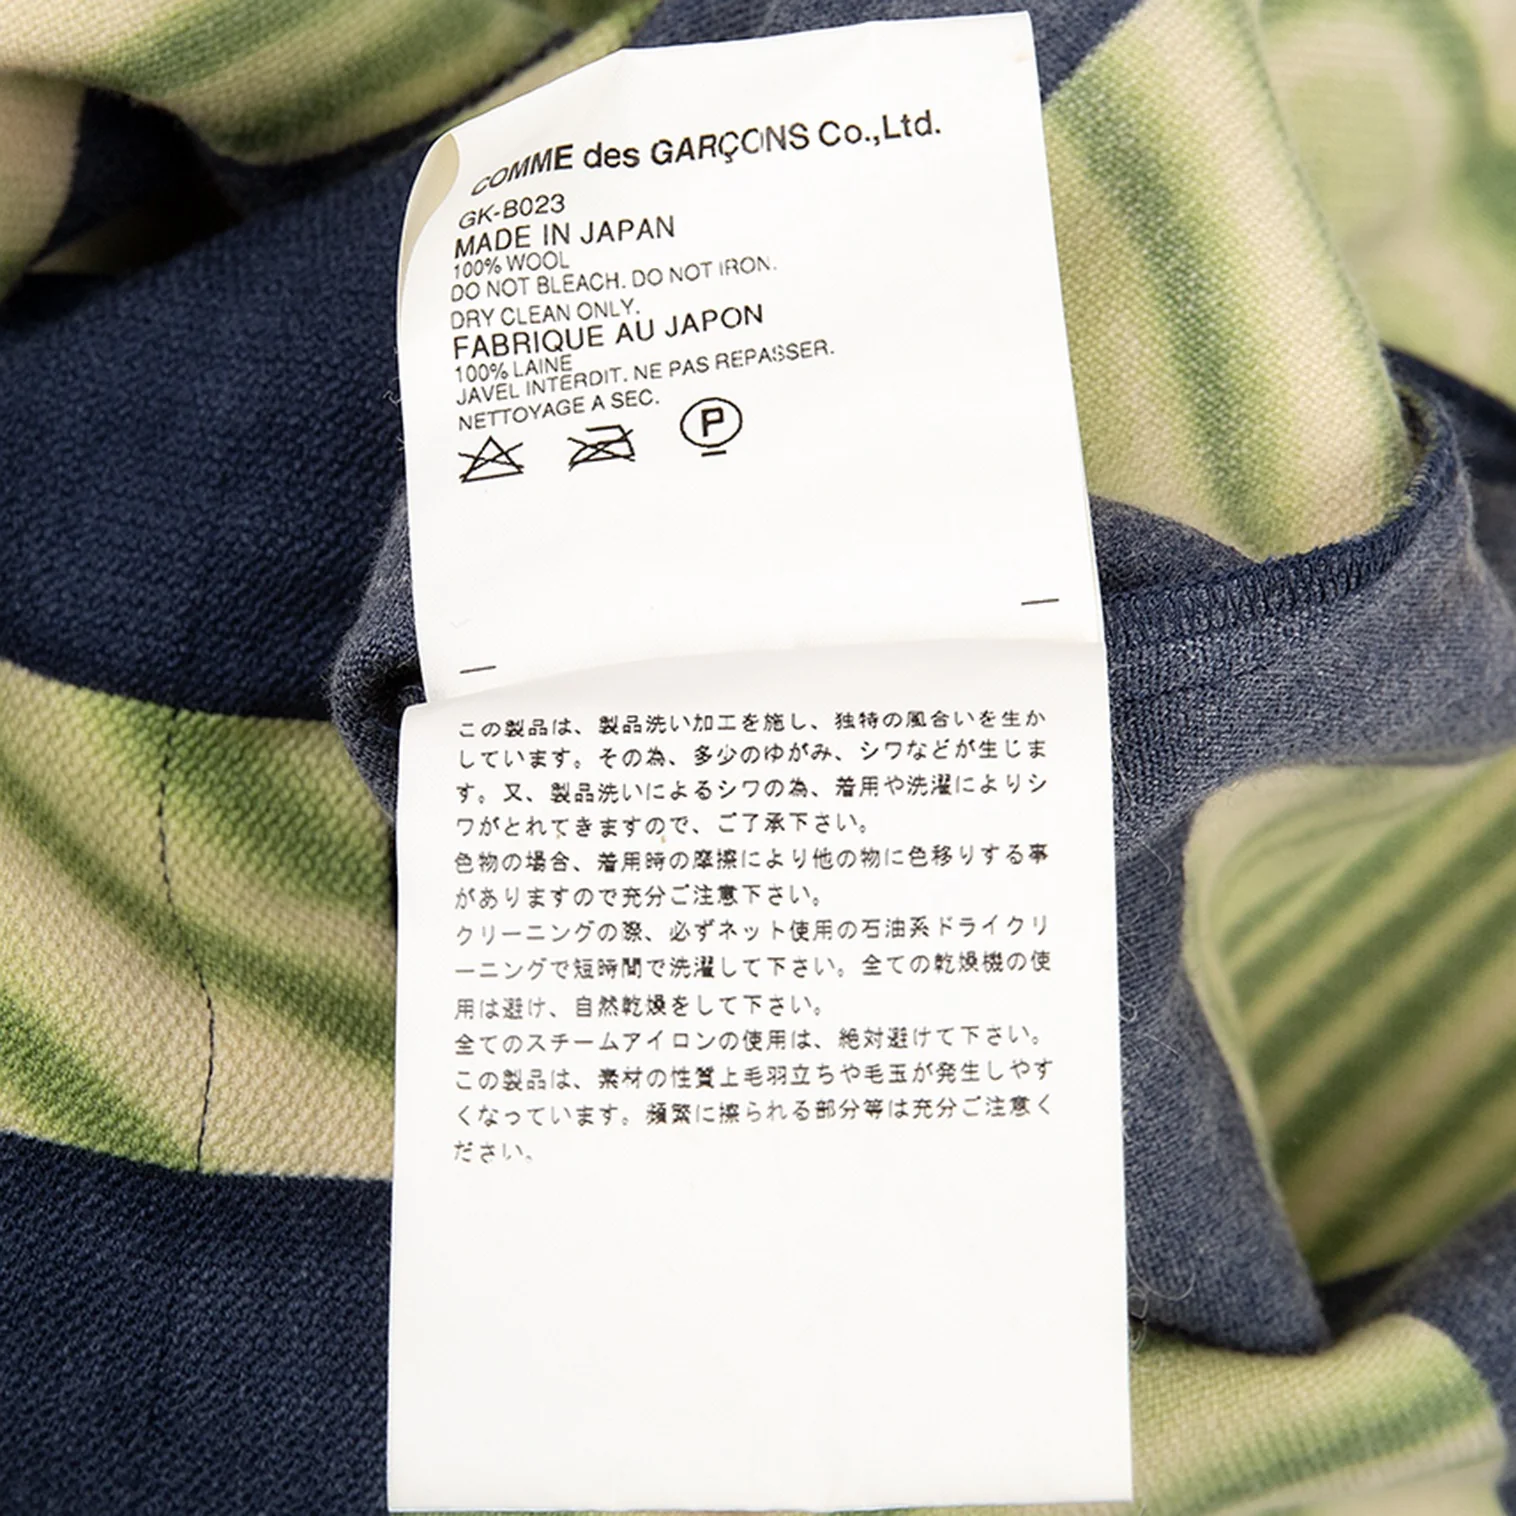 COMME des GARÇONS Co.,Ltd.
GK-B023
MADE IN JAPAN
100% WOOL
DO NOT BLEACH. DO NOT IRON.
DRY CLEAN ONLY.
FABRIQUE AU JAPON
100% LAINE
JAVEL INTERDIT. NE PAS REPASSER.
NETTOYAGE A SEC.
P
この製品は、製品洗い加工を施し、独特の風合いを生か
しています。その為、多少のゆがみ、シワなどが生じま
す。又、製品洗いによるシワの為、着用や洗濯によりシ
ワがとれてきますので、ご了承下さい。
色物の場合、着用時の摩擦により他の物に色移りする事
がありますので充分ご注意下さい。
クリーニングの際、必ずネット使用の石油系ドライクリ
ーニングで短時間で洗濯して下さい。全ての乾燥機の使
用は避け、自然乾燥をして下さい。
全てのスチームアイロンの使用は、絶対避けて下さい。
この製品は、素材の性質上毛羽立ちや毛玉が発生しやす
くなっています。頻繁に擦られる部分等は充分ご注意く
ださい。